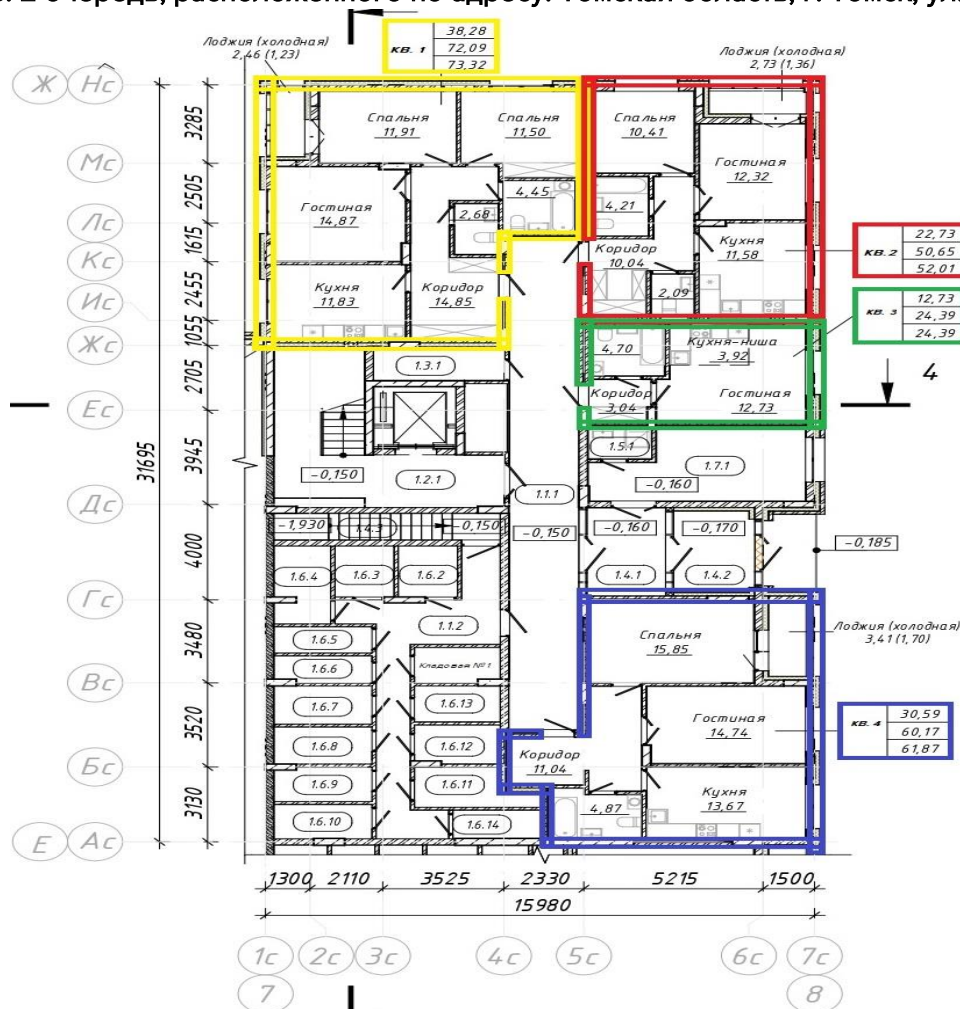 2 очередь, расположенного по адресу: Томская область, г. Томск, ул.
Лоджия (холодная)
2,46 (1,23)
КВ. 1
38,28
72,09
73,32
Лоджия (холодная)
2,73 (1,36)
Ж Нс
Мс
Лс
Кс
Ис
Жс
Ес
Дс
Гс
Вс
Бс
Е Ас
3285
2505
1615
2455
1055
2705
3945
4000
3480
3520
3130
31695
Спальня
11,91
Спальня
11,50
Гостиная
14,87
4,45
2,68
Кухня
11,83
Коридор
14,85
Спальня
10,41
Гостиная
12,32
4,21
Коридор
10,04
Кухня
11,58
2,09
КВ.2
22,73
50,65
52,01
КВ. 3
12,73
24,39
24,39
4,70
Кухня-ниша
3,92
Коридор
3,04
Гостиная
12,73
4
1.3.1
1.5.1
1.7.1
-0,150
1.2.1
-0,160
1.1.1
-1,930
1.4.3
-0,150
-0,150
-0,160
-0,170
-0,185
1.6.4
1.6.3
1.6.2
1.4.1
1.4.2
1.1.2
1.6.5
1.6.6
Кладовая №1
1.6.7
1.6.13
1.6.8
1.6.12
1.6.9
1.6.11
1.6.10
1.6.14
Спальня
15,85
Лоджия (холодная)
3,41 (1,70)
Гостиная
14,74
КВ. 4
30,59
60,17
61,87
Коридор
11,04
Кухня
13,67
4,87
1300
2110
3525
2330
5215
1500
15980
1с
2с
3с
4с
5с
6с
7с
7
8